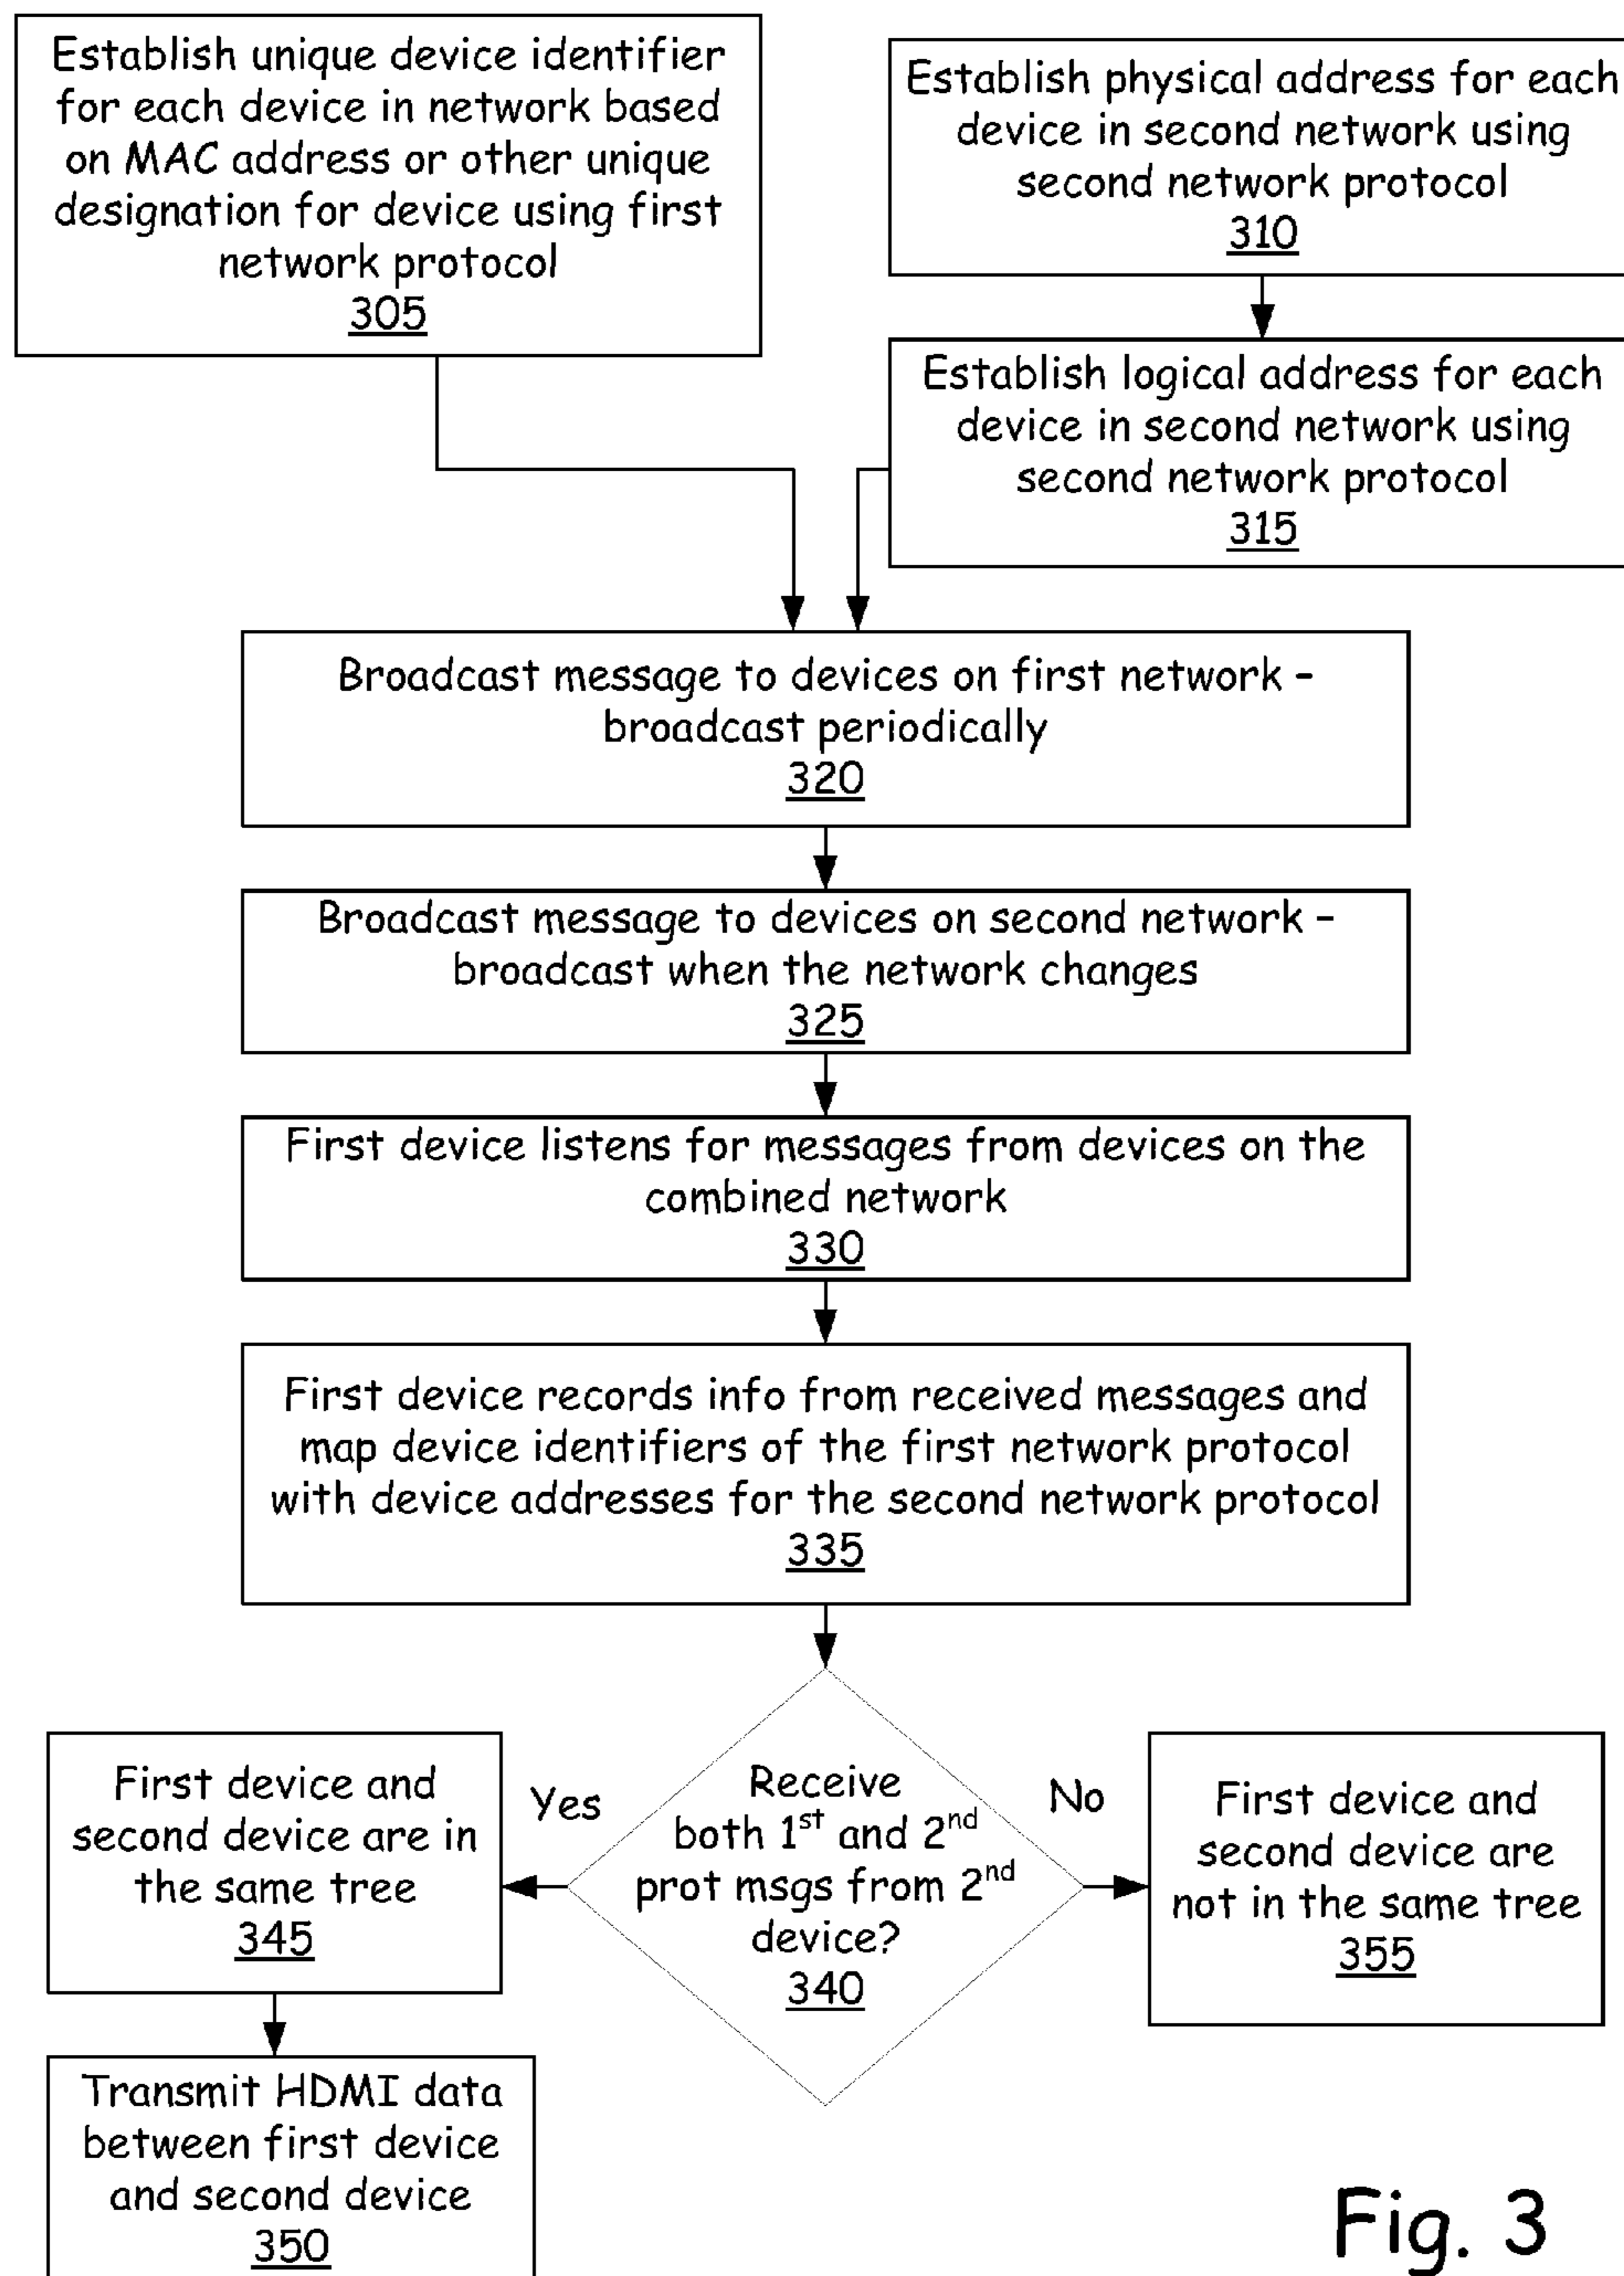 Establish unique device identifier
for each device in network based
on MAC address or other unique
designation for device using first
network protocol
305
Establish physical address for each
device in second network using
second network protocol
310
Establish logical address for each
device in second network using
second network protocol
315
Broadcast message to devices on first network –
broadcast periodically
320
Broadcast message to devices on second network –
broadcast when the network changes
325
First device listens for messages from devices on the
combined network
330
First device records info from received messages and
map device identifiers of the first network protocol
with device addresses for the second network protocol
335
Receive
both 1st and 2nd
prot msgs from 2nd
device?
340
Yes
No
First device and
second device are in
the same tree
345
First device and
second device are
not in the same tree
355
Transmit HDMI data
between first device
and second device
350
Fig. 3